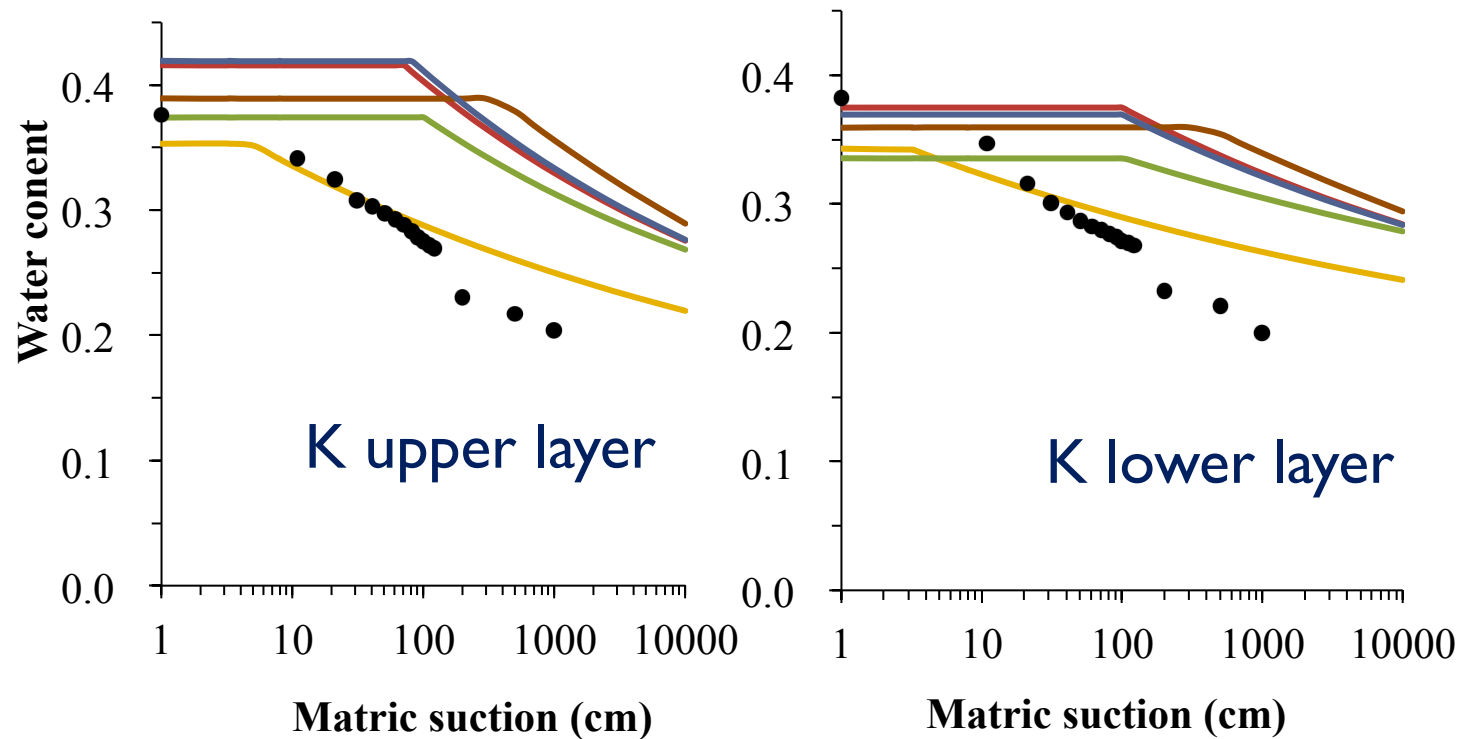 Water conent
0.4
0.3
0.2
0.1
0.0
1 10 100 1000 10000
Matric suction (cm)
K upper layer
0.4
0.3
0.2
0.1
0.0
1 10 100 1000 10000
Matric suction (cm)
K lower layer